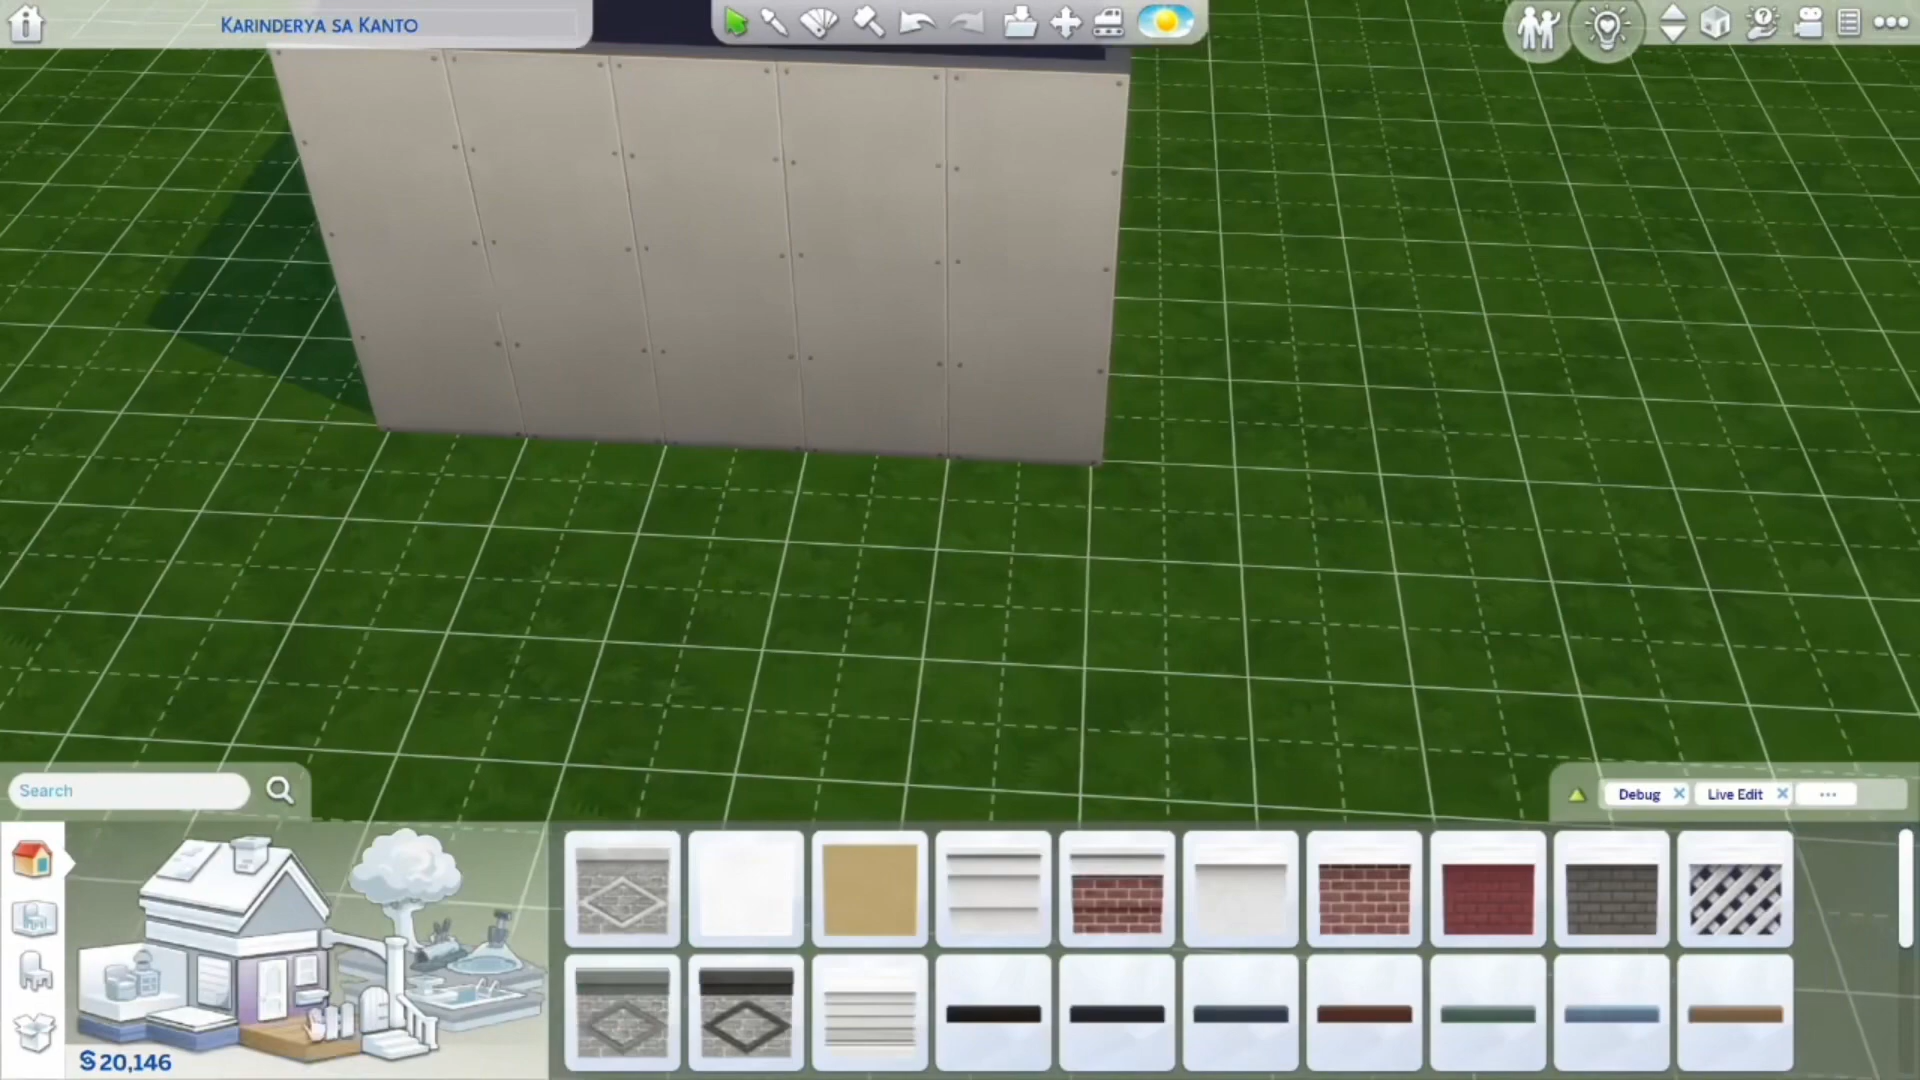 KARINDERYA SA KANTO
Search
Debug
Live Edit
§20,146